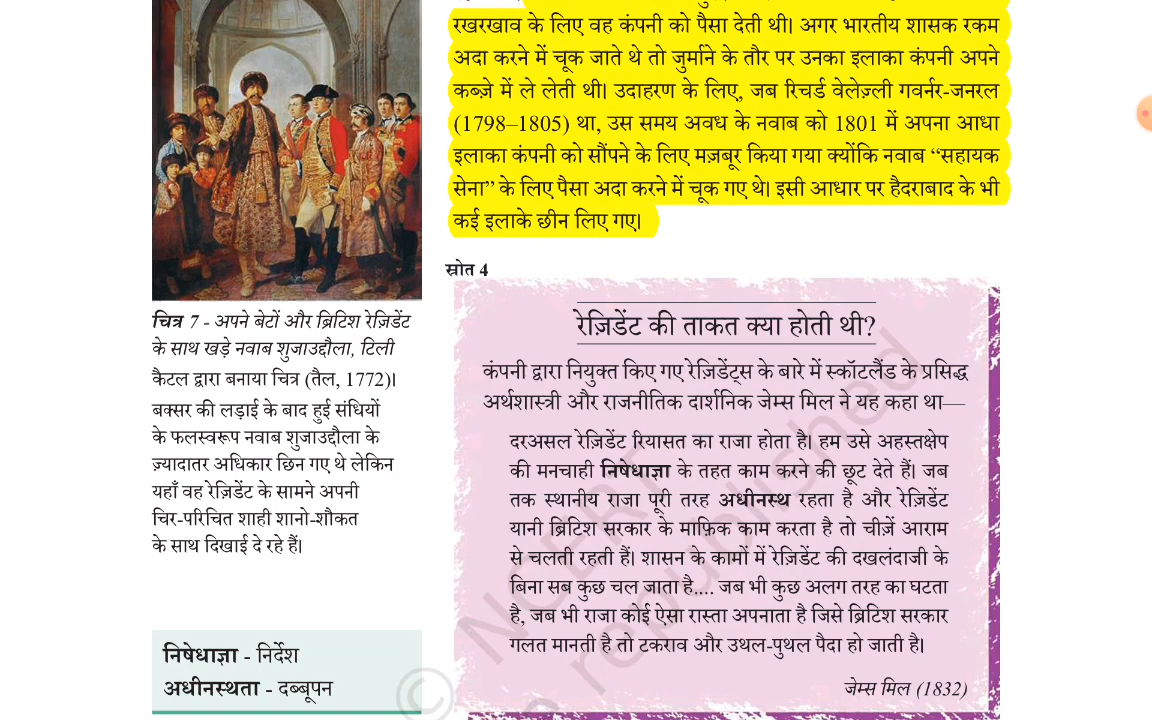 रखरखाव के लिए वह कंपनी को पैसा देती थी। अगर भारतीय शासक रकम
अदा करने में चूक जाते थे तो जुर्माने के तौर पर उनका इलाका कंपनी अपने
कब्ज़े में ले लेती थी। उदाहरण के लिए, जब रिचर्ड वेलेज़्ली गवर्नर-जनरल
(1798–1805) था, उस समय अवध के नवाब को 1801 में अपना आधा
इलाका कंपनी को सौंपने के लिए मज़बूर किया गया क्योंकि नवाब “सहायक
सेना” के लिए पैसा अदा करने में चूक गए थे। इसी आधार पर हैदराबाद के भी
कई इलाके छीन लिए गए।
चित्र 7 - अपने बेटों और ब्रिटिश रेज़िडेंट
के साथ खड़े नवाब शुजाउद्दौला, टिली
कैटल द्वारा बनाया चित्र (तैल, 1772)।
बक्सर की लड़ाई के बाद हुई संधियों
के फलस्वरूप नवाब शुजाउद्दौला के
ज़्यादातर अधिकार छिन गए थे लेकिन
यहाँ वह रेज़िडेंट के सामने अपनी
चिर-परिचित शाही शानो-शौकत
के साथ दिखाई दे रहे हैं।
निषेधाज्ञा - निर्देश
अधीनस्थता - दब्बूपन
स्रोत 4
रेज़िडेंट की ताकत क्या होती थी?
कंपनी द्वारा नियुक्त किए गए रेज़िडेंट्स के बारे में स्कॉटलैंड के प्रसिद्ध
अर्थशास्त्री और राजनीतिक दार्शनिक जेम्स मिल ने यह कहा था—
दरअसल रेज़िडेंट रियासत का राजा होता है। हम उसे अहस्तक्षेप
की मनचाही निषेधाज्ञा के तहत काम करने की छूट देते हैं। जब
तक स्थानीय राजा पूरी तरह अधीनस्थ रहता है और रेज़िडेंट
यानी ब्रिटिश सरकार के माफ़िक काम करता है तो चीज़ें आराम
से चलती रहती हैं। शासन के कामों में रेज़िडेंट की दखलंदाजी के
बिना सब कुछ चल जाता है.... जब भी कुछ अलग तरह का घटता
है, जब भी राजा कोई ऐसा रास्ता अपनाता है जिसे ब्रिटिश सरकार
गलत मानती है तो टकराव और उथल-पुथल पैदा हो जाती है।
जेम्स मिल (1832)
© NCERT
republished